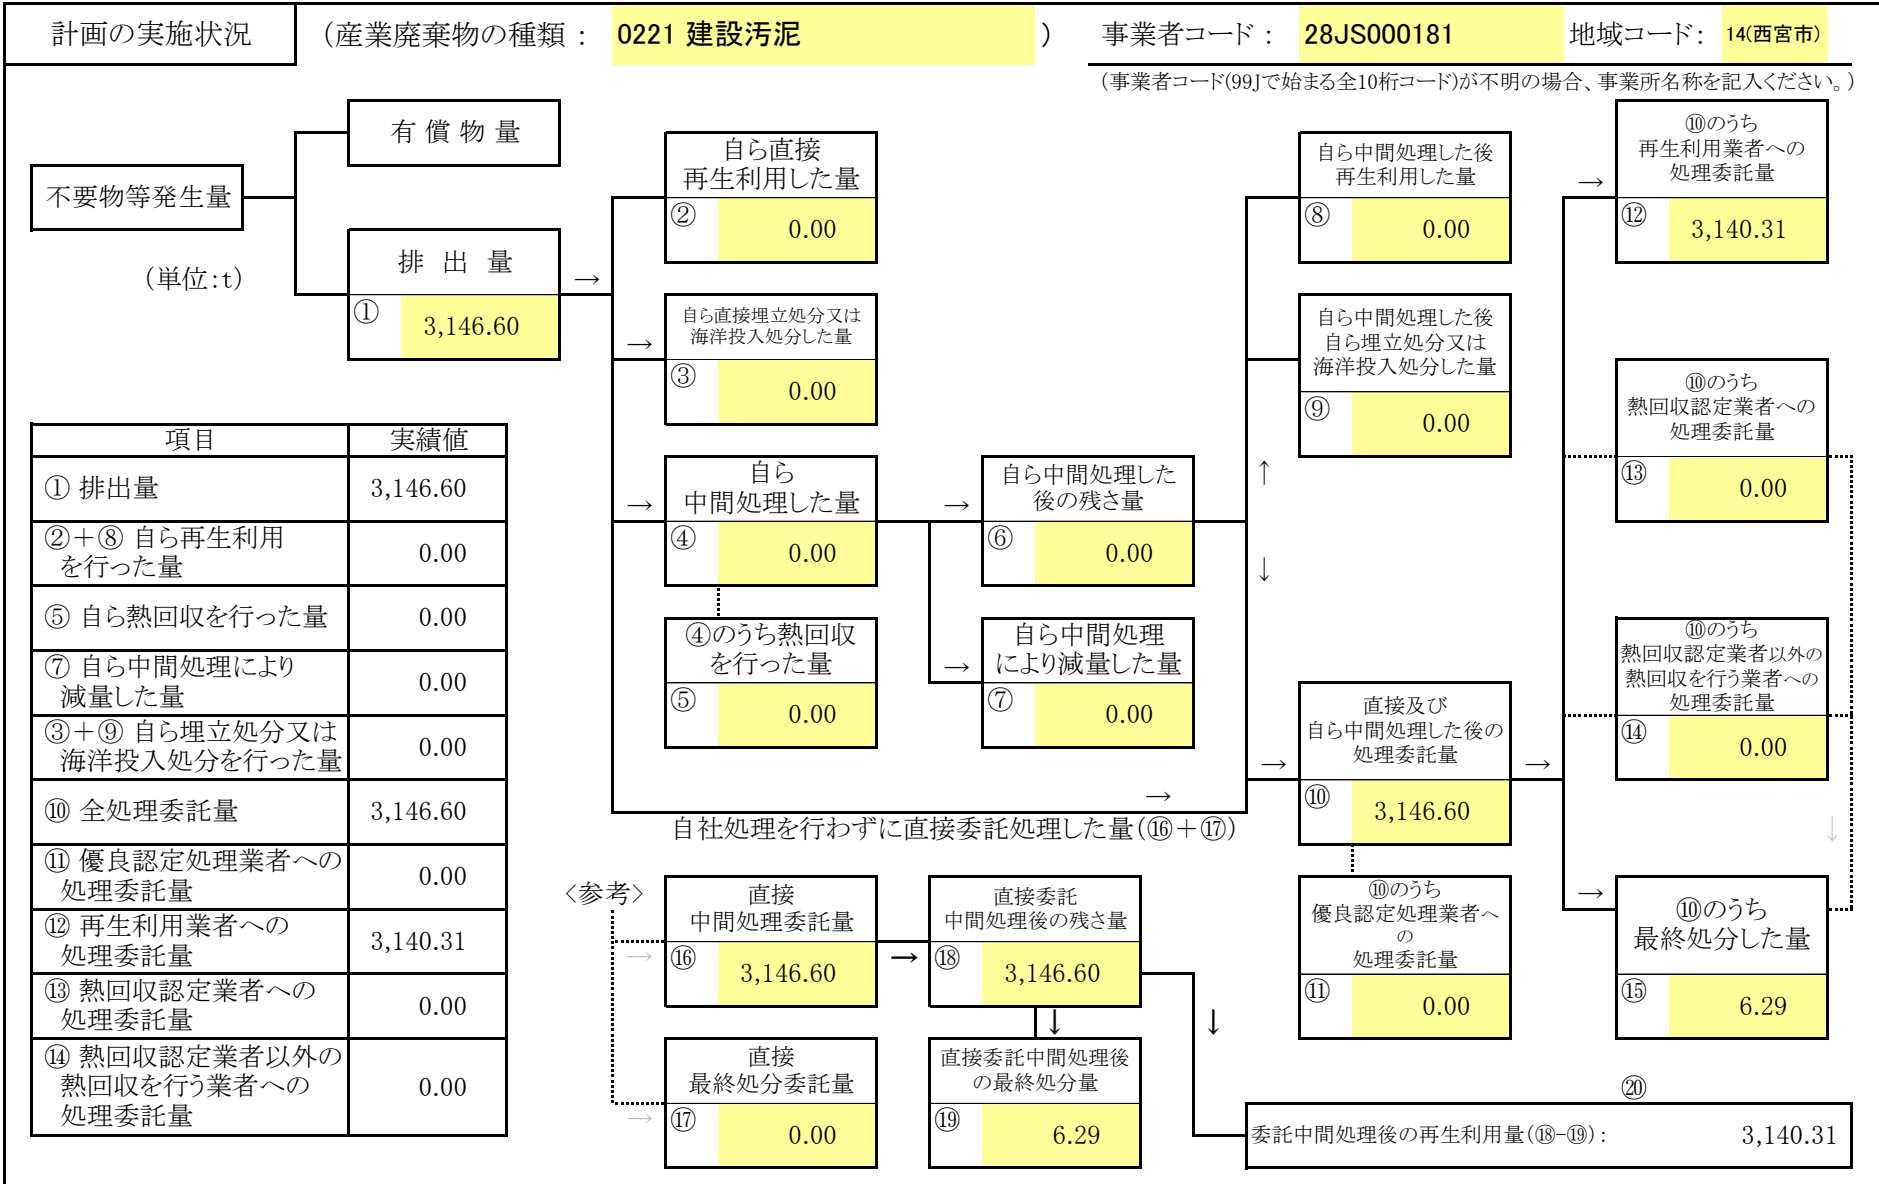 計画の実施状況
（産業廃棄物の種類： 0221 建設汚泥 ）
事業者コード： 28JS000181
地域コード： 14(西宮市)
（事業者コード(99Jで始まる全10桁コード)が不明の場合、事業所名称を記入ください。）
不要物等発生量
（単位：t）
有償物量
排出量
→
① 3,146.60
自ら直接
再生利用した量
② 0.00
→
自ら直接埋立処分又は
海洋投入処分した量
③ 0.00
→
自ら
中間処理した量
④ 0.00
④のうち熱回収
を行った量
⑤ 0.00
→
自ら中間処理した
後の残さ量
⑥ 0.00
→
自ら中間処理
により減量した量
⑦ 0.00
↑
↓
自ら中間処理した後
再生利用した量
⑧ 0.00
自ら中間処理した後
自ら埋立処分又は
海洋投入処分した量
⑨ 0.00
→
直接及び
自ら中間処理した後の
処理委託量
⑩ 3,146.60
→
⑩のうち
優良認定処理業者へ
の
処理委託量
⑪ 0.00
→
⑩のうち
再生利用業者への
処理委託量
⑫ 3,140.31
⑩のうち
熱回収認定業者への
処理委託量
⑬ 0.00
⑩のうち
熱回収認定業者以外の
熱回収を行う業者への
処理委託量
⑭ 0.00
↓
→
⑩のうち
最終処分した量
⑮ 6.29
→
自社処理を行わずに直接委託処理した量（⑯＋⑰）
〈参考〉
→
直接
中間処理委託量
⑯ 3,146.60
→
直接委託
中間処理後の残さ量
⑱ 3,146.60
↓
↓
→
直接
最終処分委託量
⑰ 0.00
直接委託中間処理後
の最終処分量
⑲ 6.29
⑳
委託中間処理後の再生利用量（⑱−⑲）： 3,140.31
項目 実績値
① 排出量 3,146.60
②＋⑧ 自ら再生利用
を行った量 0.00
⑤ 自ら熱回収を行った量 0.00
⑦ 自ら中間処理により
減量した量 0.00
③＋⑨ 自ら埋立処分又は
海洋投入処分を行った量 0.00
⑩ 全処理委託量 3,146.60
⑪ 優良認定処理業者への
処理委託量 0.00
⑫ 再生利用業者への
処理委託量 3,140.31
⑬ 熱回収認定業者への
処理委託量 0.00
⑭ 熱回収認定業者以外の
熱回収を行う業者への
処理委託量 0.00